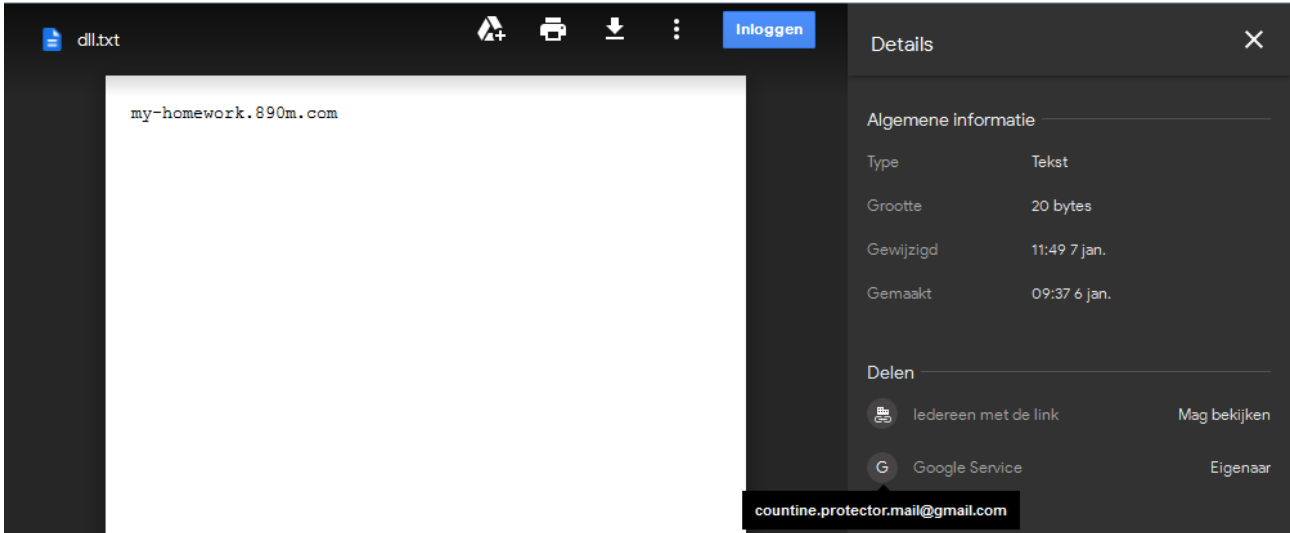 dll.txt
Inloggen
my-homework.890m.com
Details
Algemene informatie
Type Tekst
Grootte 20 bytes
Gewijzigd 11:49 7 jan.
Gemaakt 09:37 6 jan.
Delen
Iedereen met de link Mag bekijken
G Google Service Eigenaar
countine.protector.mail@gmail.com